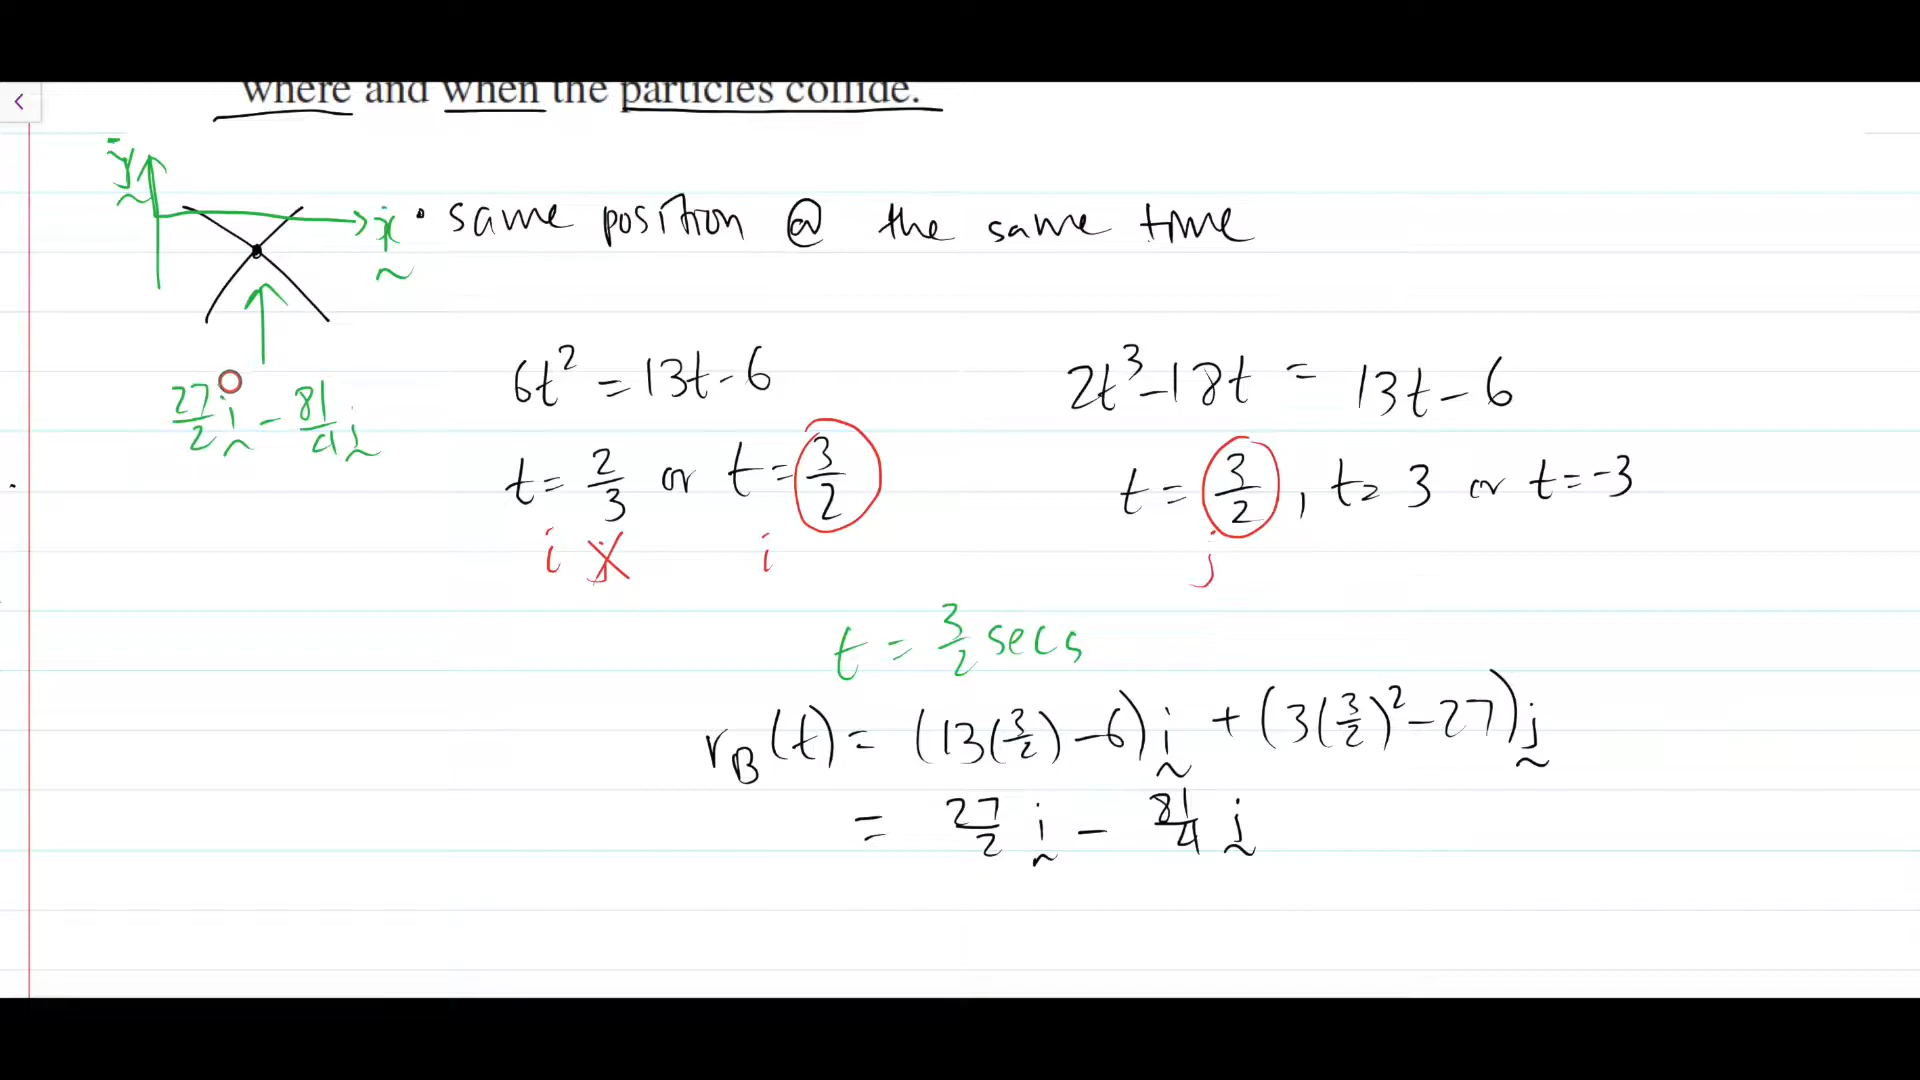 where and when the particles collide.
j
i
• same position @ the same time
6t² = 13t - 6
2t³ - 18t = 13t - 6
27/2 i - 81/4 j
t = 2/3 or t = 3/2
t = 3/2, t = 3 or t = -3
i j i
j
t = 3/2 secs
r_B(t) = (13(3/2) - 6) i + (3(3/2)² - 27) j
= 27/2 i - 81/4 j